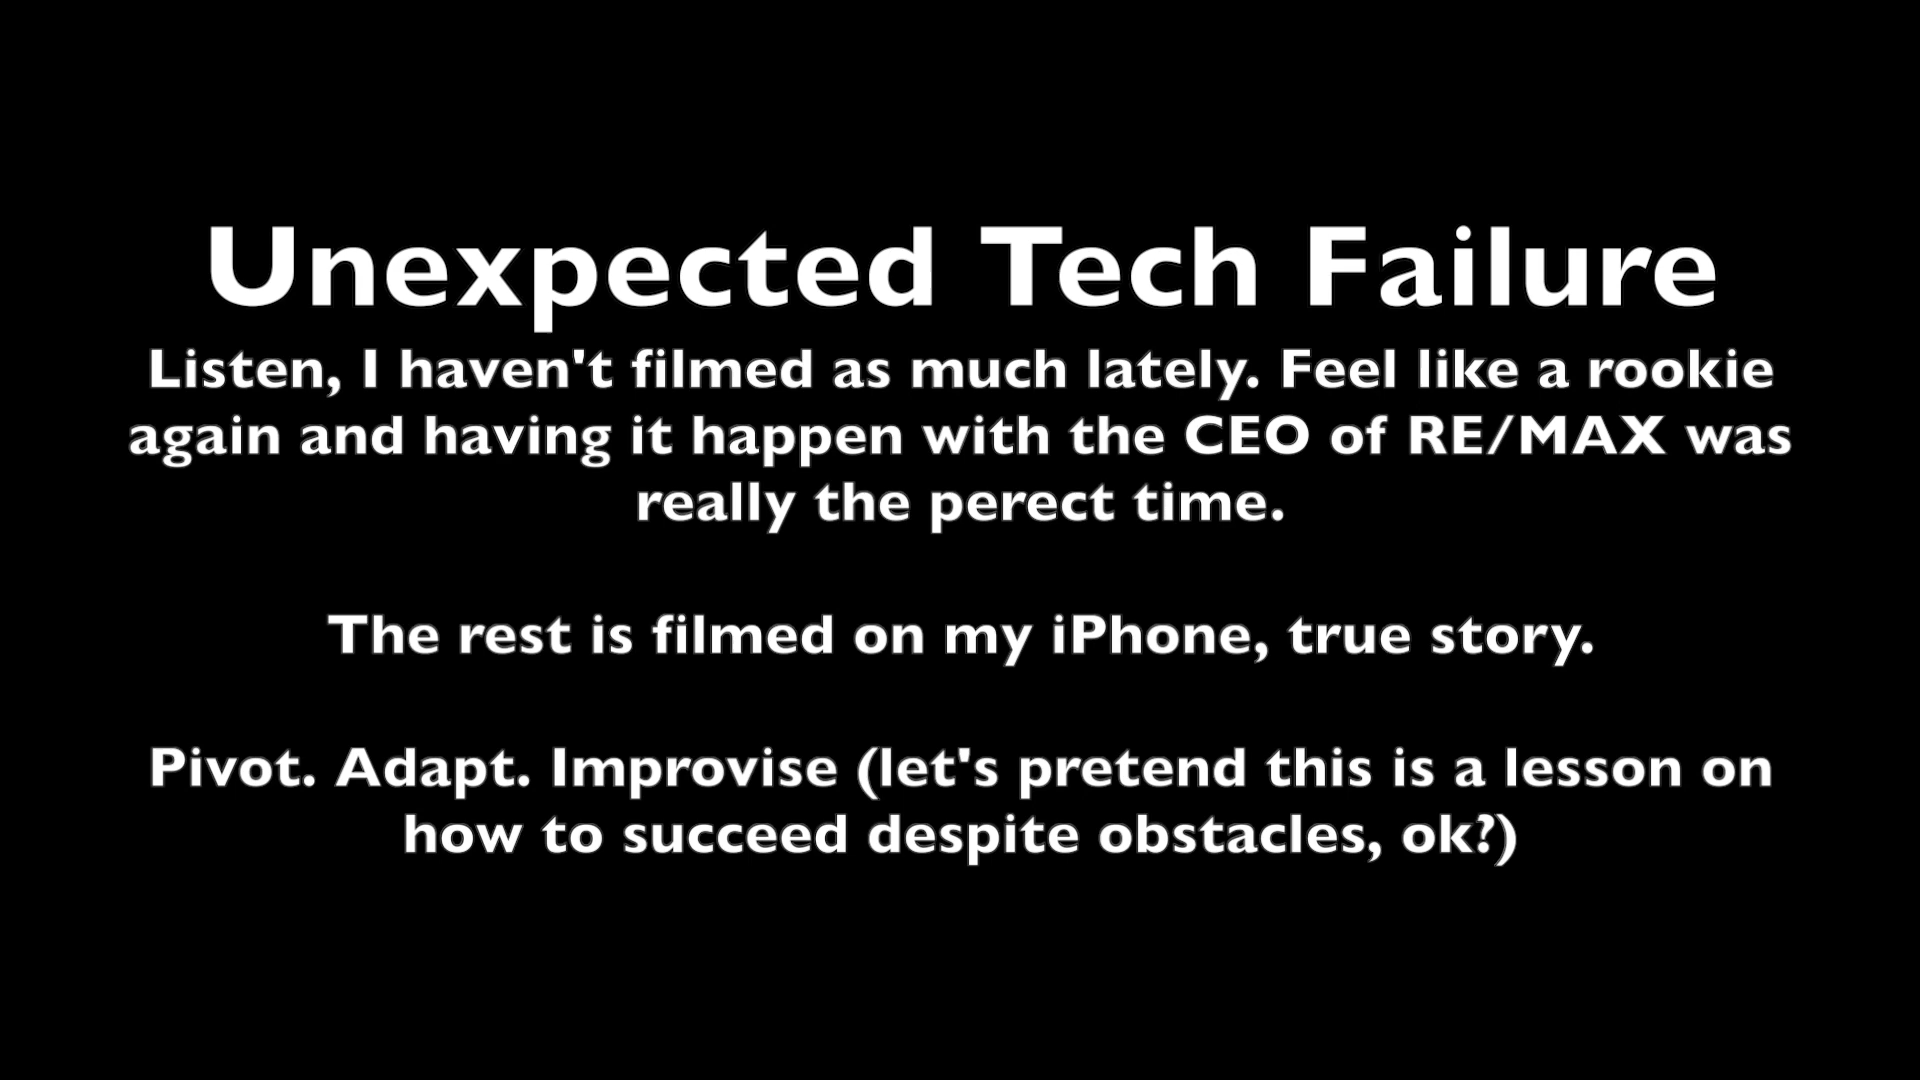 Unexpected Tech Failure
Listen, I haven't filmed as much lately. Feel like a rookie
again and having it happen with the CEO of RE/MAX was
really the perect time.
The rest is filmed on my iPhone, true story.
Pivot. Adapt. Improvise (let's pretend this is a lesson on
how to succeed despite obstacles, ok?)